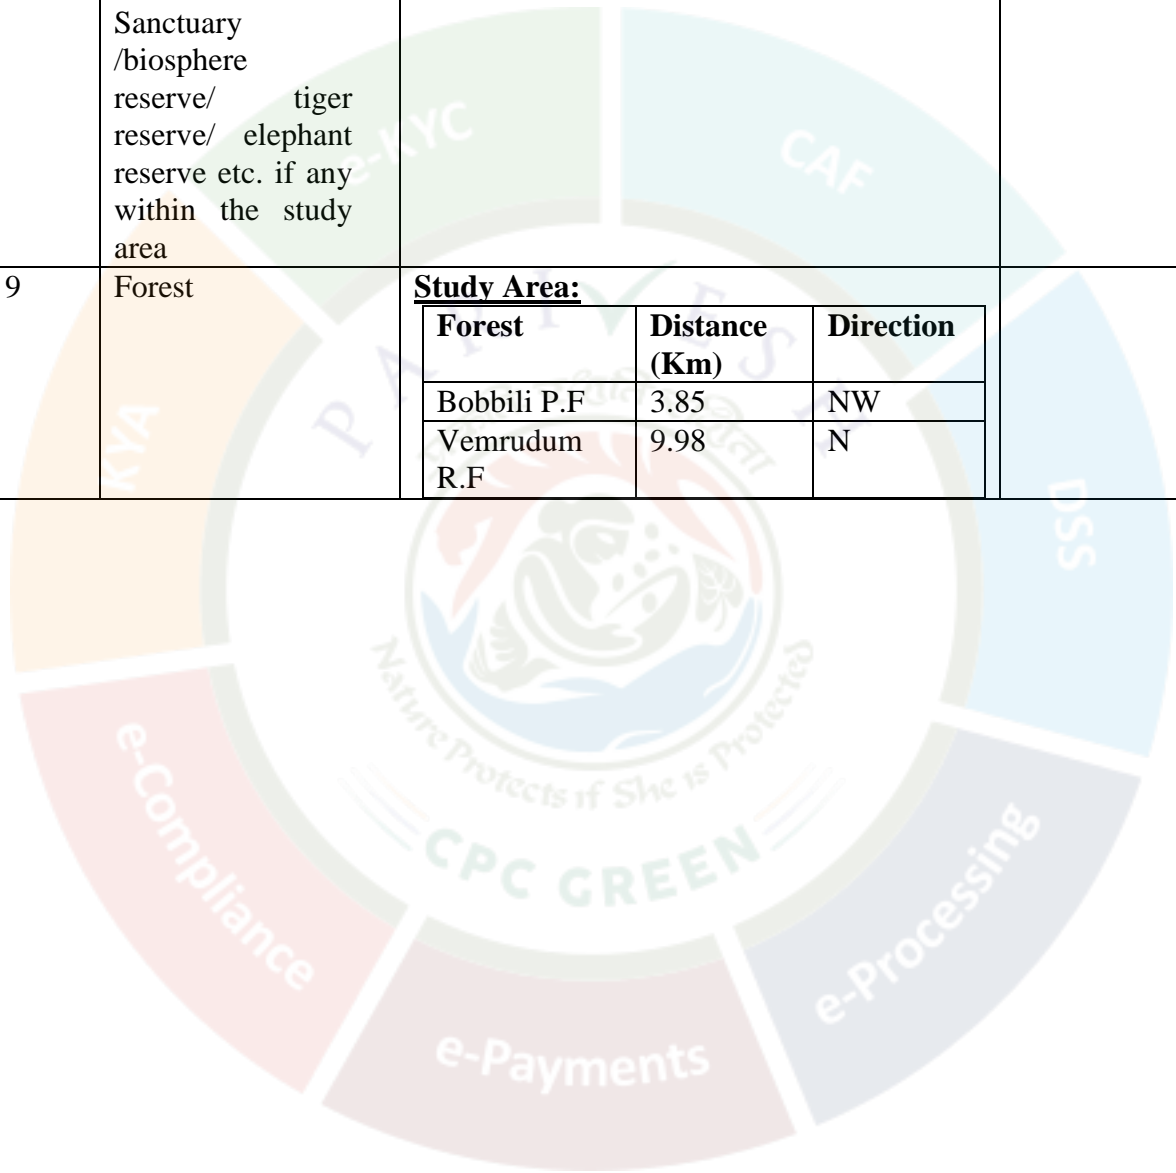 Sanctuary
/biosphere
reserve/ tiger
reserve/ elephant
reserve etc. if any
within the study
area
9 Forest Study Area:
Forest Distance (Km) Direction
Bobbili P.F 3.85 NW
Vemrudum R.F 9.98 N
e-KYC
CAF
KYA
DSS
PARIVESH
Nature Protects if She is Protected
CPC GREEN
e-Compliance
e-Processing
e-Payments